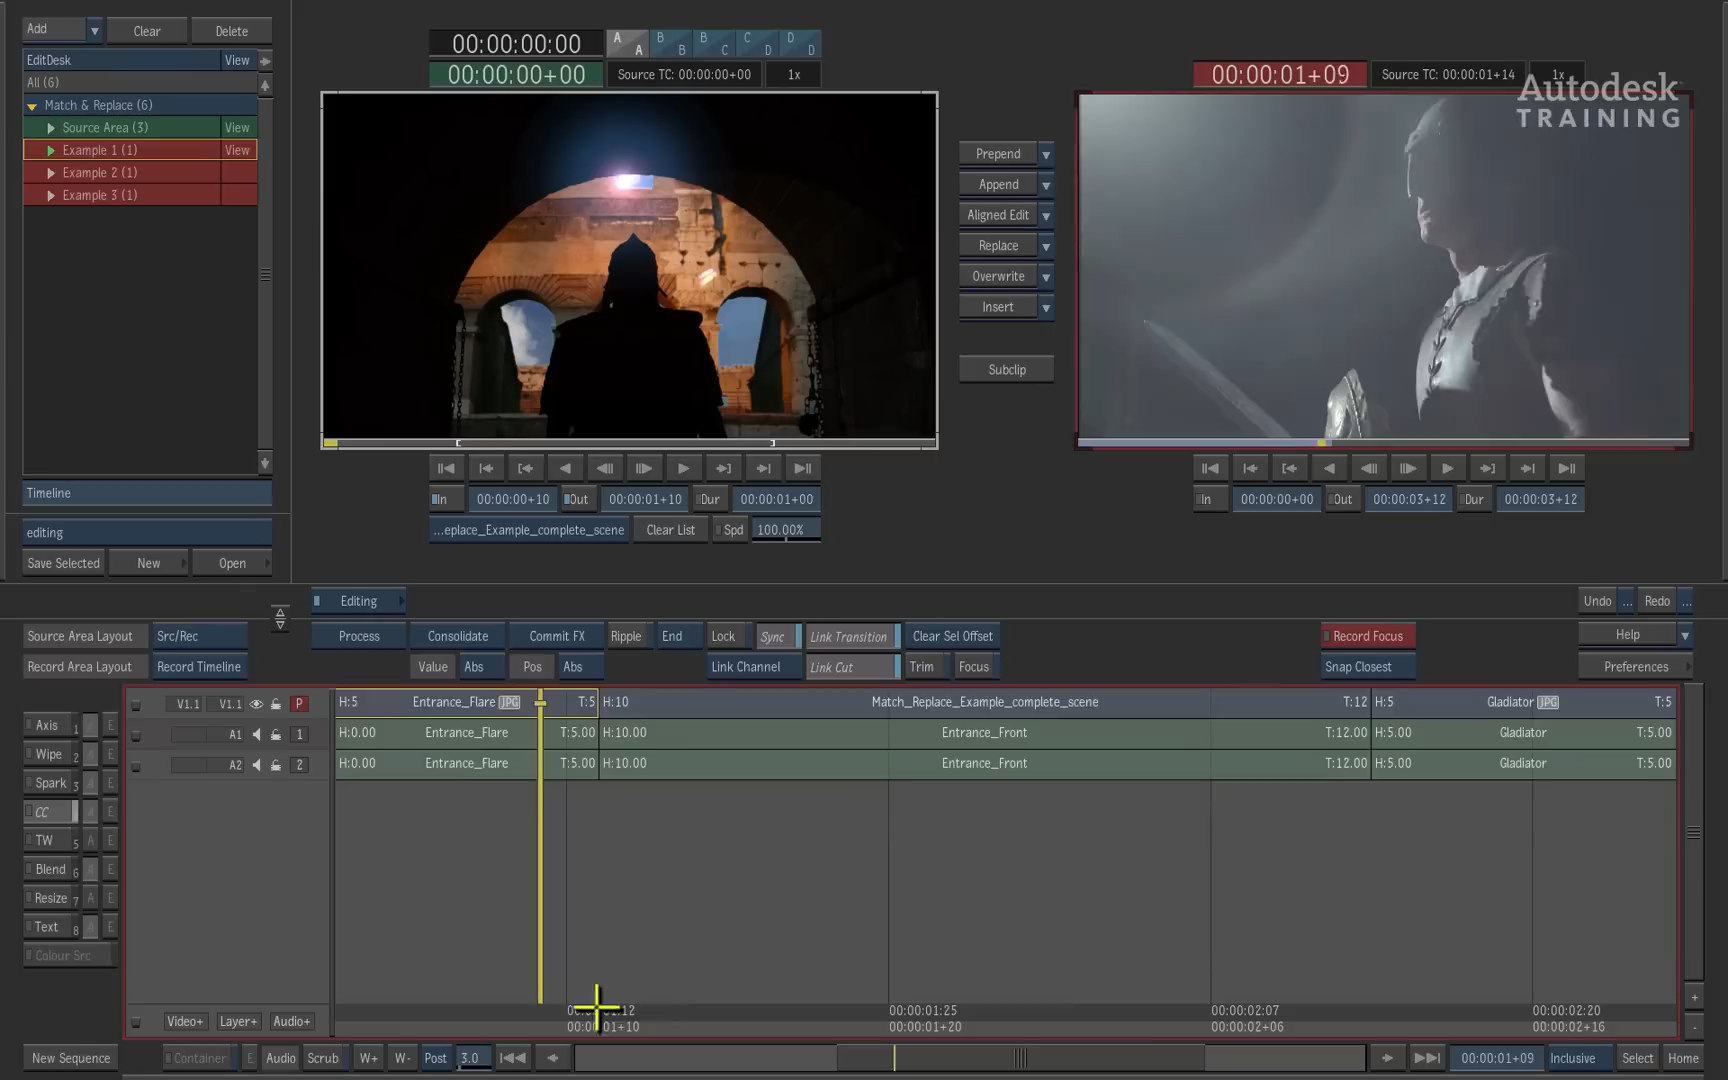 Add
Clear
Delete
EditDesk
View
All (6)
Match & Replace (6)
Source Area (3)
View
Example 1 (1)
View
Example 2 (1)
Example 3 (1)
Timeline
editing
Save Selected
New
Open
00:00:00:00
A A B B B C C D D D
00:00:00+00
Source TC: 00:00:00+00
1x
In
00:00:00+10
Out
00:00:01+10
Dur
00:00:01+00
...eplace_Example_complete_scene
Clear List
Spd
100.00%
Prepend
Append
Aligned Edit
Replace
Overwrite
Insert
Subclip
00:00:01+09
Source TC: 00:00:01+14
1x
Autodesk
TRAINING
In
00:00:00+00
Out
00:00:03+12
Dur
00:00:03+12
Editing
Undo
...
Redo
...
Source Area Layout
Src/Rec
Process
Consolidate
Commit FX
Ripple
End
Lock
Sync
Link Transition
Clear Sel Offset
Record Focus
Help
Record Area Layout
Record Timeline
Value
Abs
Pos
Abs
Link Channel
Link Cut
Trim
Focus
Snap Closest
Preferences
V1.1 V1.1 P
H:5 Entrance_Flare JPG T:5
H:10 Match_Replace_Example_complete_scene T:12
H:5 Gladiator JPG T:5
A1 1
H:0.00 Entrance_Flare T:5.00
H:10.00 Entrance_Front T:12.00
H:5.00 Gladiator T:5.00
A2 2
H:0.00 Entrance_Flare T:5.00
H:10.00 Entrance_Front T:12.00
H:5.00 Gladiator T:5.00
Axis 1 A E
Wipe 2 A E
Spark 3 A E
CC A E
TW 5 A E
Blend 6 A E
Resize 7 A E
Text 8 A E
Colour Src
00:00:01:25
00:00:02:07
00:00:02:20
00:00:01+20
00:00:02+06
00:00:02+16
Video+
Layer+
Audio+
New Sequence
Container
E
Audio
Scrub
W+
W-
Post
3.0
00:00:01+09
Inclusive
Select
Home